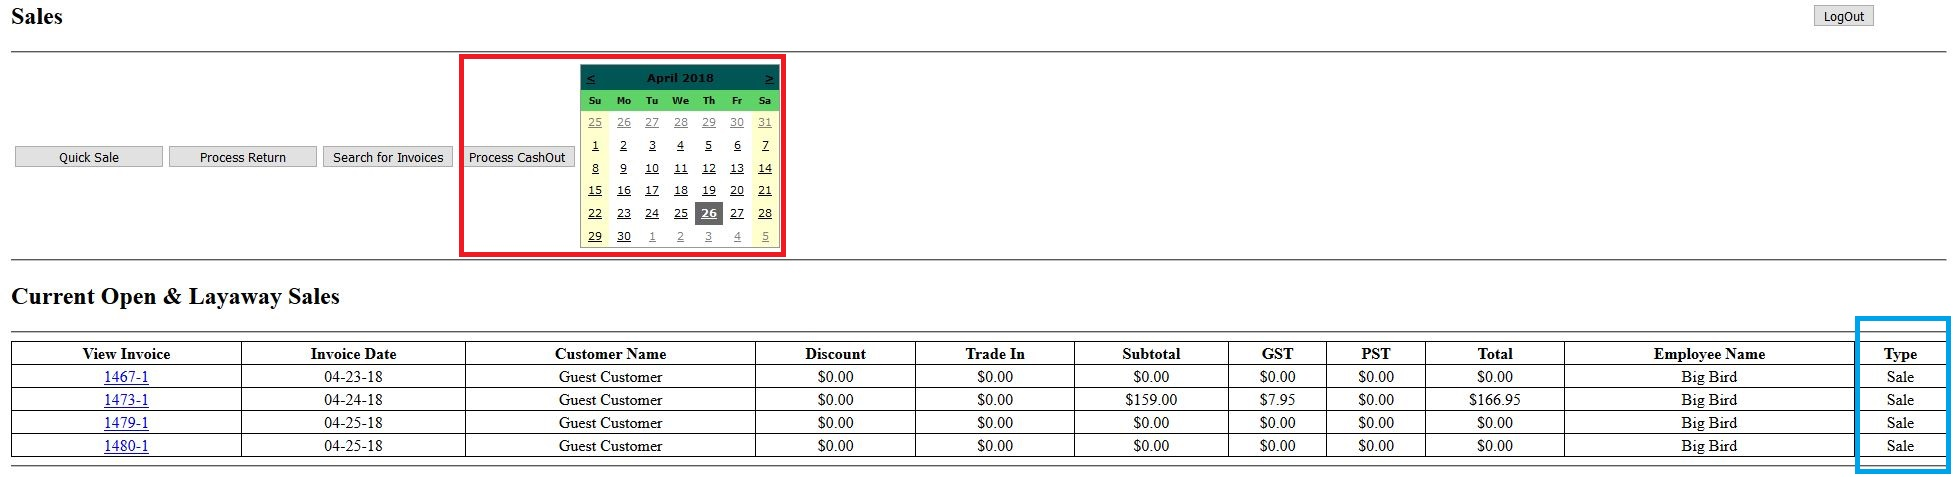 Sales
LogOut
< April 2018 >
Su Mo Tu We Th Fr Sa
25 26 27 28 29 30 31
1 2 3 4 5 6 7
Quick Sale Process Return Search for Invoices Process CashOut
8 9 10 11 12 13 14
15 16 17 18 19 20 21
22 23 24 25 26 27 28
29 30 1 2 3 4 5
Current Open & Layaway Sales
View Invoice Invoice Date Customer Name Discount Trade In Subtotal GST PST Total Employee Name Type
1467-1 04-23-18 Guest Customer $0.00 $0.00 $0.00 $0.00 $0.00 $0.00 Big Bird Sale
1473-1 04-24-18 Guest Customer $0.00 $0.00 $159.00 $7.95 $0.00 $166.95 Big Bird Sale
1479-1 04-25-18 Guest Customer $0.00 $0.00 $0.00 $0.00 $0.00 $0.00 Big Bird Sale
1480-1 04-25-18 Guest Customer $0.00 $0.00 $0.00 $0.00 $0.00 $0.00 Big Bird Sale